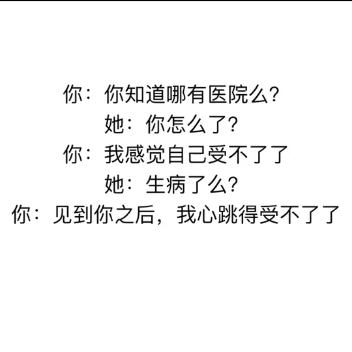 你：你知道哪有医院么？
她：你怎么了？
你：我感觉自己受不了了
她：生病了么？
你：见到你之后，我心跳得受不了了